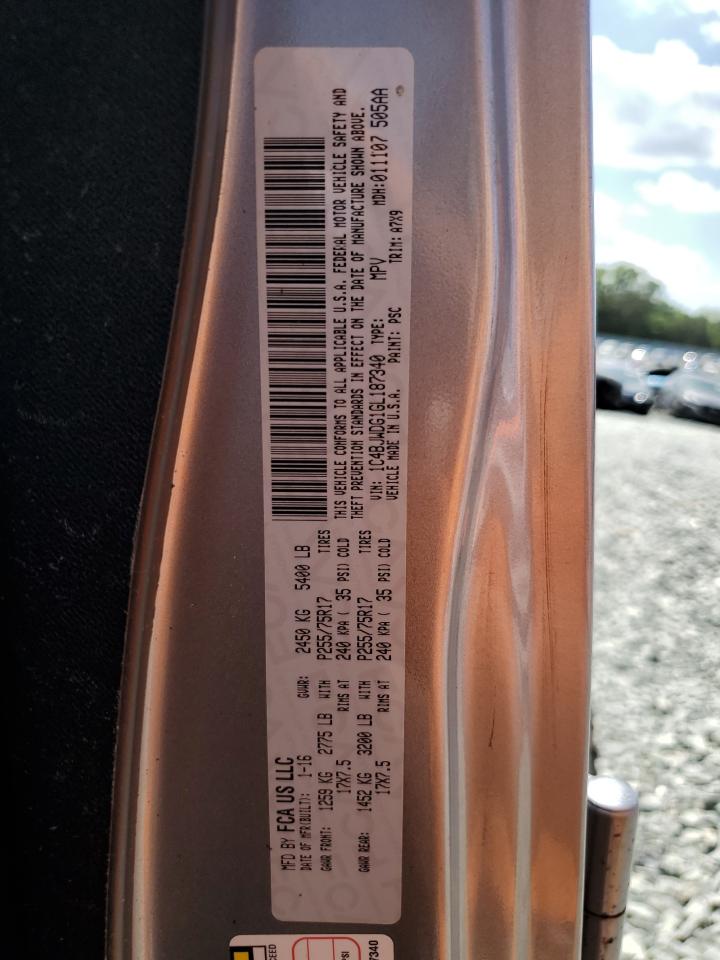 MFD BY FCA US LLC
DATE OF MFR(BUILT): 1-16 GVWR: 2450 KG 5400 LB
GAWR FRONT: 1259 KG 2775 LB WITH P255/75R17 TIRES
17X7.5 RIMS AT 240 KPA ( 35 PSI) COLD
GAWR REAR: 1452 KG 3200 LB WITH P255/75R17 TIRES
17X7.5 RIMS AT 240 KPA ( 35 PSI) COLD
THIS VEHICLE CONFORMS TO ALL APPLICABLE U.S.A. FEDERAL MOTOR VEHICLE SAFETY AND
THEFT PREVENTION STANDARDS IN EFFECT ON THE DATE OF MANUFACTURE SHOWN ABOVE.
VIN: 1C4BJWDG1GL187340 TYPE: MPV MDH:011107 505AA
VEHICLE MADE IN U.S.A. PAINT: PSC TRIM: A7X9
CEED
PSI
7340